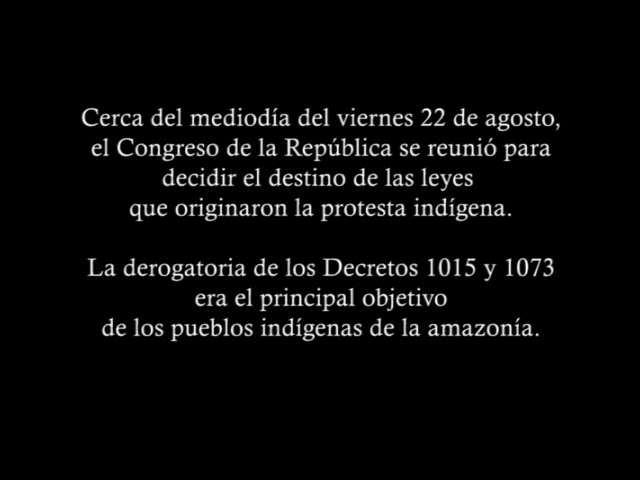 Cerca del mediodía del viernes 22 de agosto,
el Congreso de la República se reunió para
decidir el destino de las leyes
que originaron la protesta indígena.
La derogatoria de los Decretos 1015 y 1073
era el principal objetivo
de los pueblos indígenas de la amazonía.